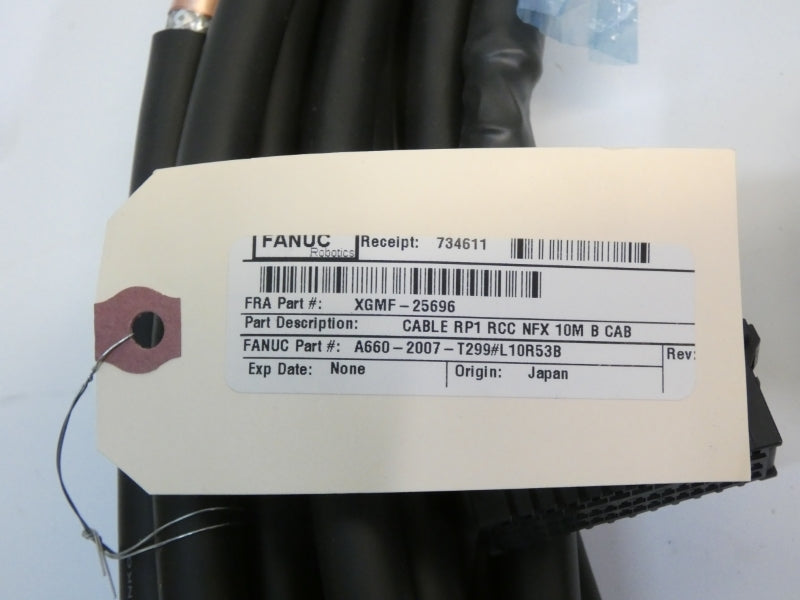 FANUC
Robotics
Receipt: 734611
FRA Part #: XGMF-25696
Part Description: CABLE RP1 RCC NFX 10M B CAB
FANUC Part #: A660-2007-T299#L10R53B
Rev:
Exp Date: None
Origin: Japan